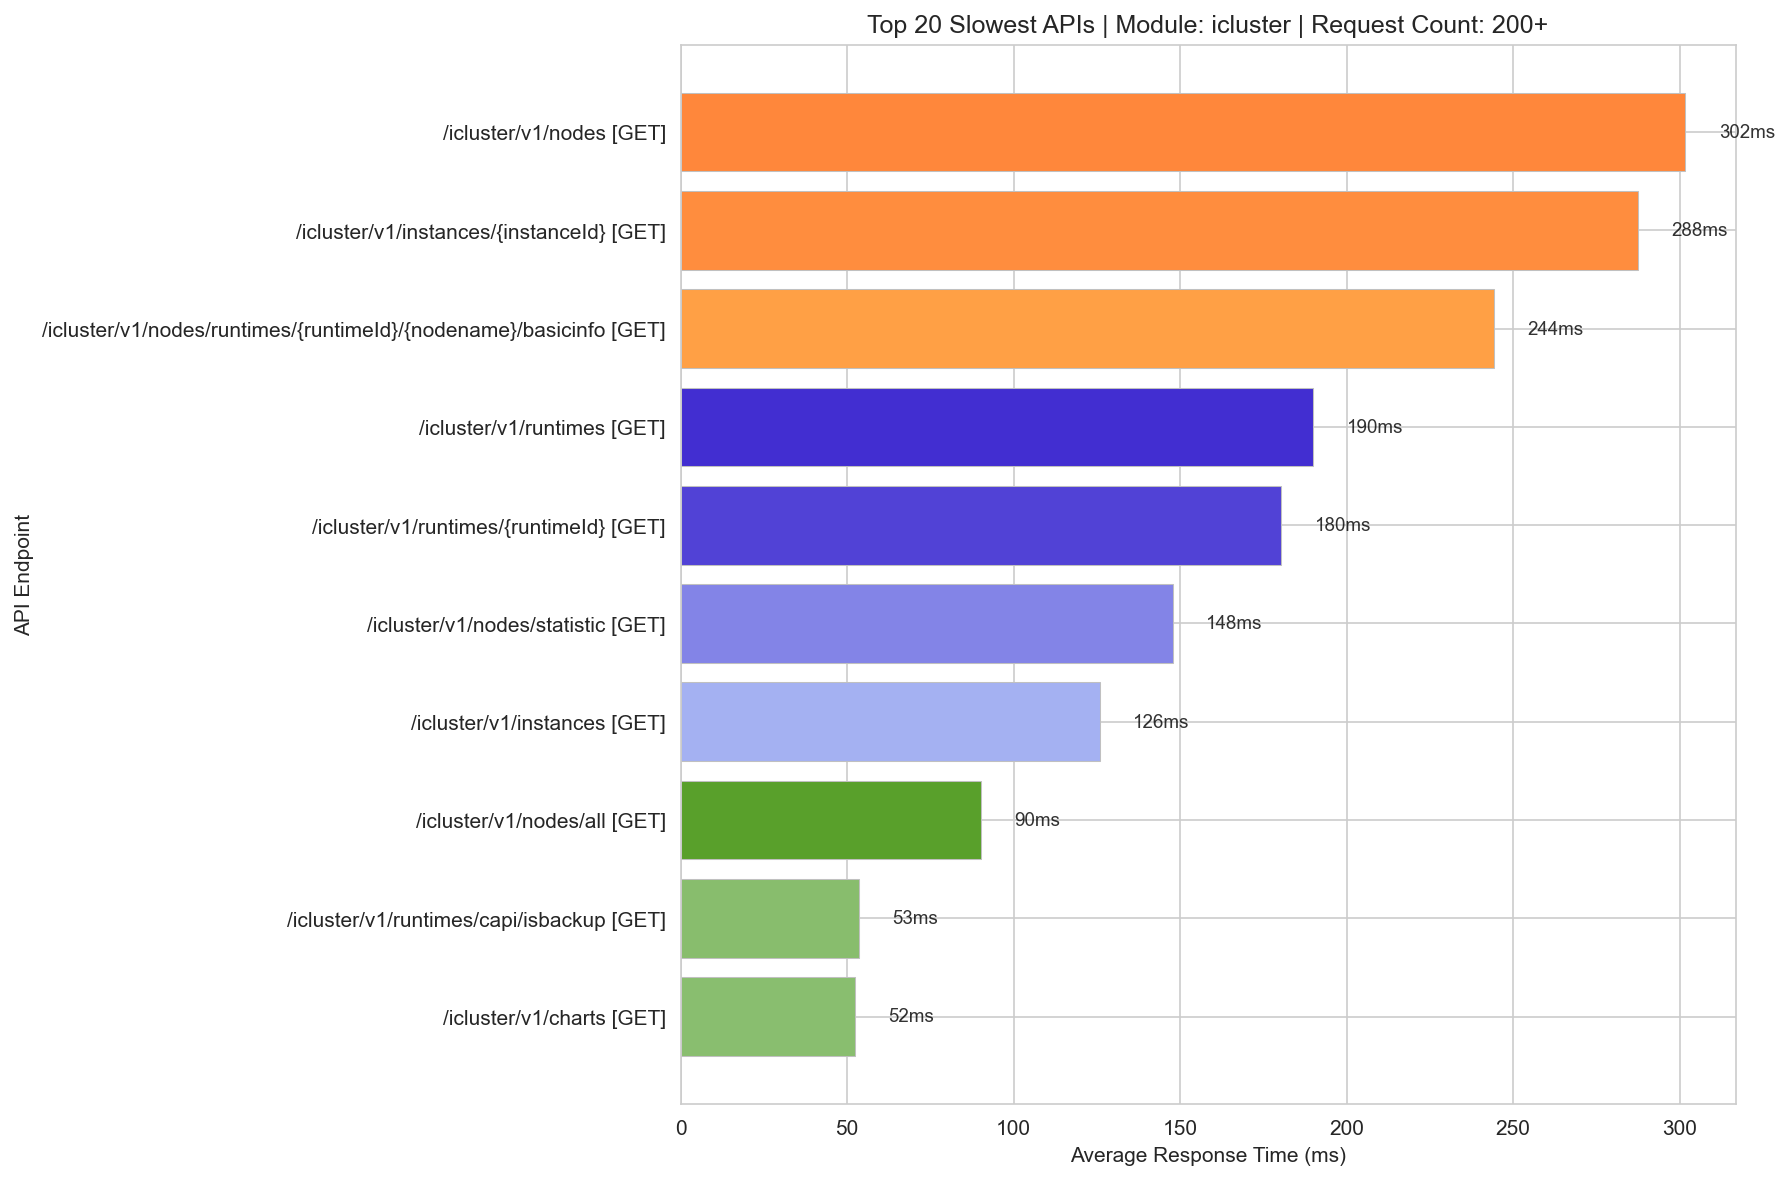 Top 20 Slowest APIs | Module: icluster | Request Count: 200+
/icluster/v1/nodes [GET] 302ms
/icluster/v1/instances/{instanceId} [GET] 288ms
/icluster/v1/nodes/runtimes/{runtimeId}/{nodename}/basicinfo [GET] 244ms
/icluster/v1/runtimes [GET] 190ms
/icluster/v1/runtimes/{runtimeId} [GET] 180ms
/icluster/v1/nodes/statistic [GET] 148ms
/icluster/v1/instances [GET] 126ms
/icluster/v1/nodes/all [GET] 90ms
/icluster/v1/runtimes/capi/isbackup [GET] 53ms
/icluster/v1/charts [GET] 52ms
API Endpoint
0 50 100 150 200 250 300
Average Response Time (ms)